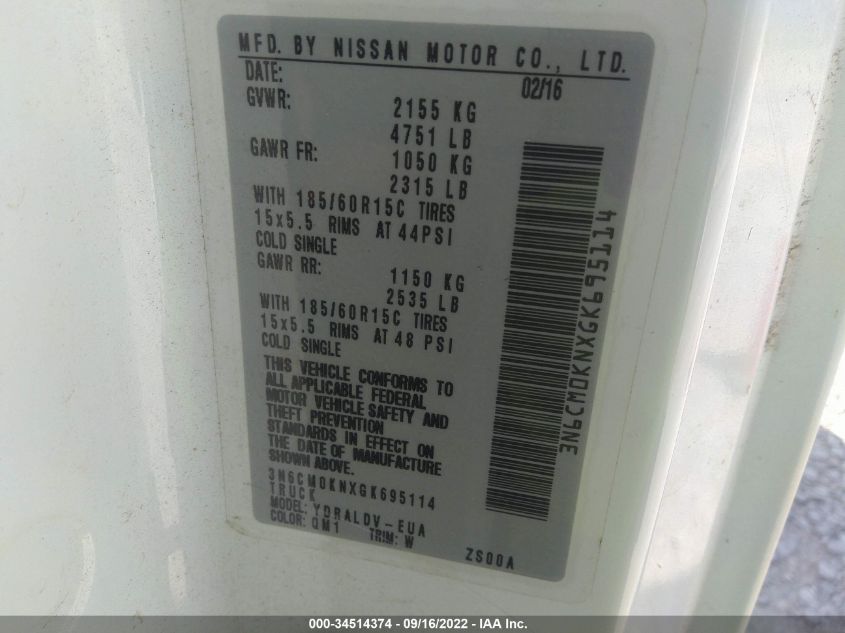 MFD. BY NISSAN MOTOR CO., LTD.
DATE: 02/16
GVWR: 2155 KG
4751 LB
GAWR FR: 1050 KG
2315 LB
WITH 185/60R15C TIRES
15x5.5 RIMS AT 44PSI
COLD SINGLE
GAWR RR: 1150 KG
2535 LB
WITH 185/60R15C TIRES
15x5.5 RIMS AT 48 PSI
COLD SINGLE
THIS VEHICLE CONFORMS TO
ALL APPLICABLE FEDERAL
MOTOR VEHICLE SAFETY AND
THEFT PREVENTION
STANDARDS IN EFFECT ON
THE DATE OF MANUFACTURE
SHOWN ABOVE.
3N6CM0KNXGK695114
TRUCK
MODEL: YDRALDV-EUA
COLOR: QM1 TRIM: W
ZS00A
3N6CM0KNXGK695114
000-34514374 - 09/16/2022 - IAA Inc.